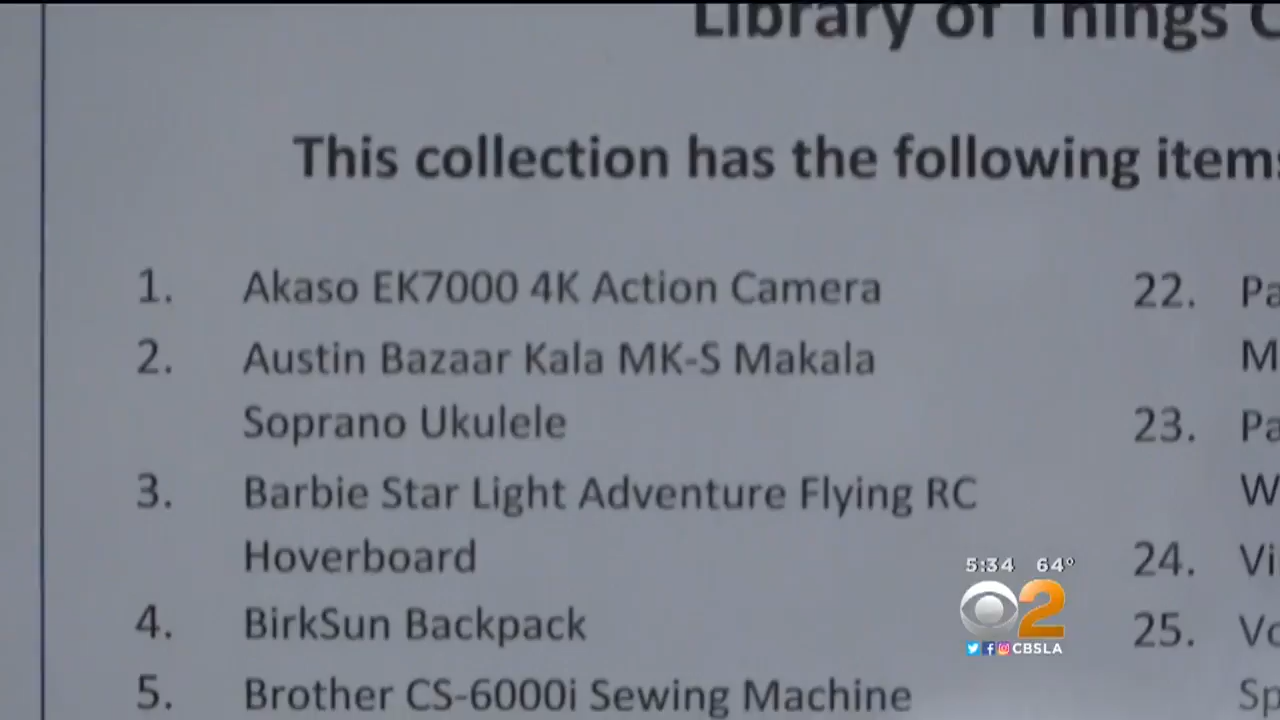 Library of Things
This collection has the following items
1. Akaso EK7000 4K Action Camera
2. Austin Bazaar Kala MK-S Makala
Soprano Ukulele
3. Barbie Star Light Adventure Flying RC
Hoverboard
4. BirkSun Backpack
5. Brother CS-6000i Sewing Machine
22.
23.
24.
25.
5:34 64°
2
CBSLA